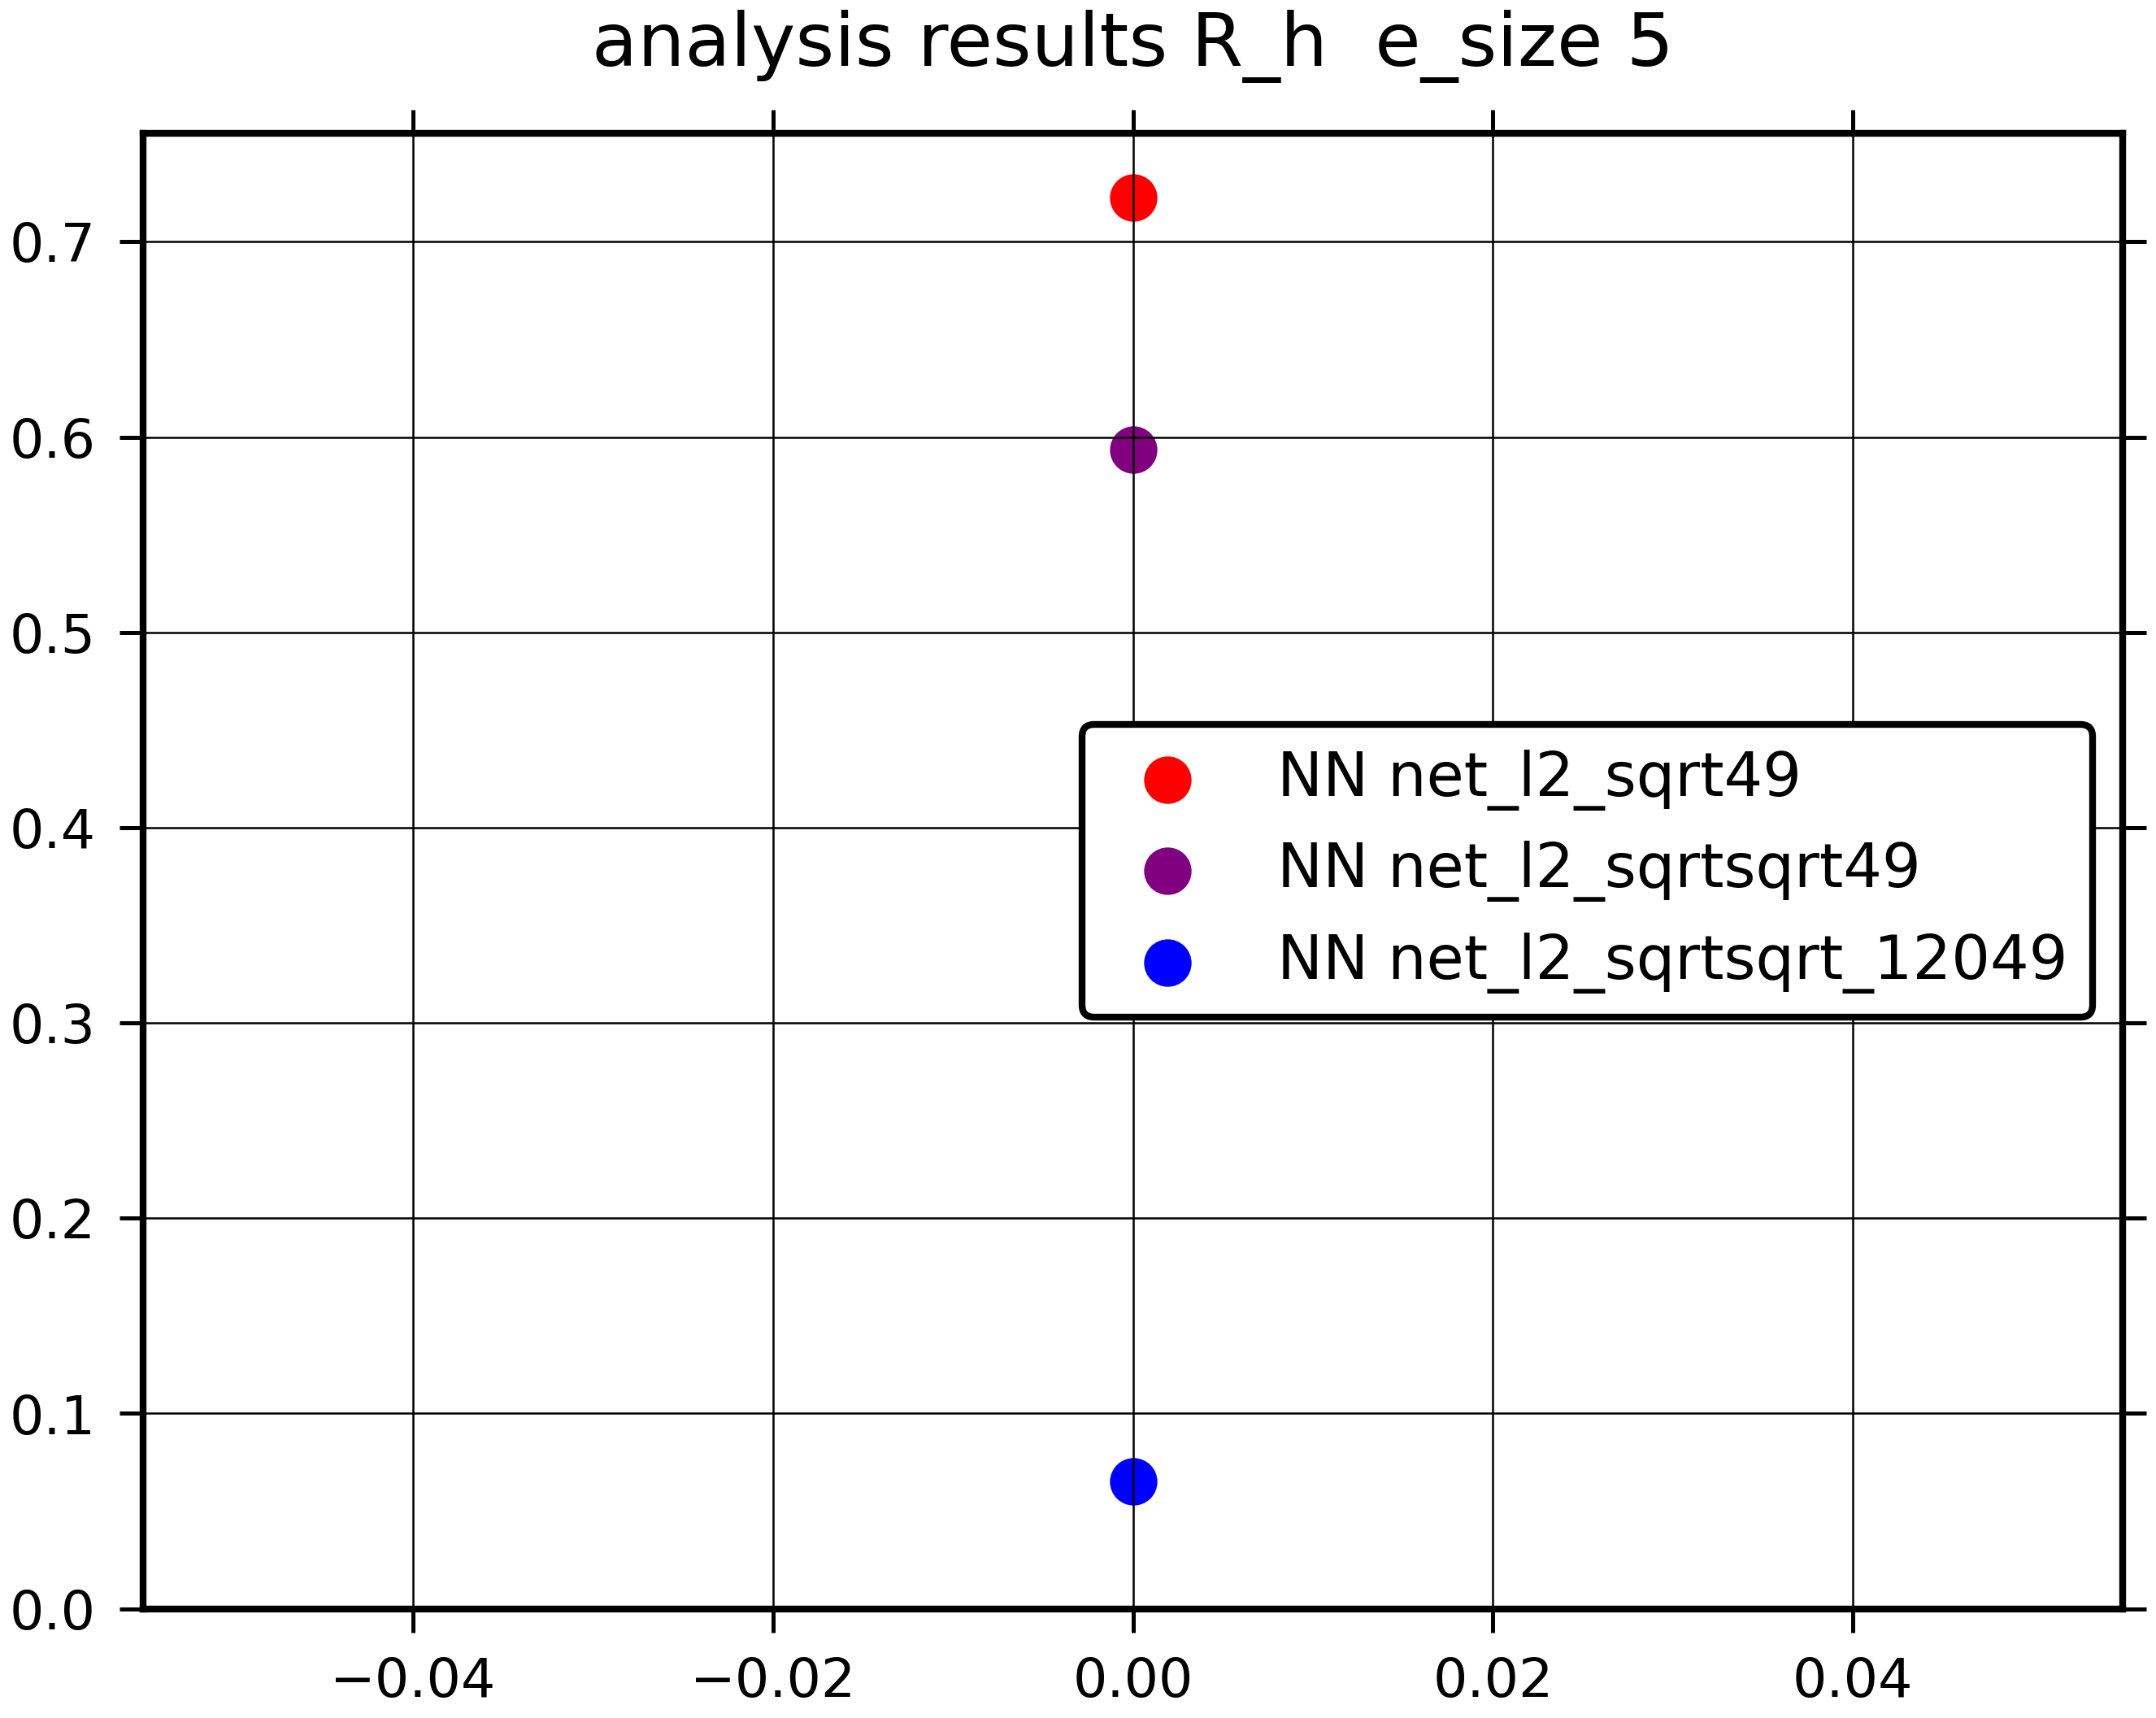 analysis results R_h  e_size 5
0.7
0.6
0.5
0.4
0.3
0.2
0.1
0.0
NN net_l2_sqrt49
NN net_l2_sqrtsqrt49
NN net_l2_sqrtsqrt_12049
−0.04 −0.02 0.00 0.02 0.04